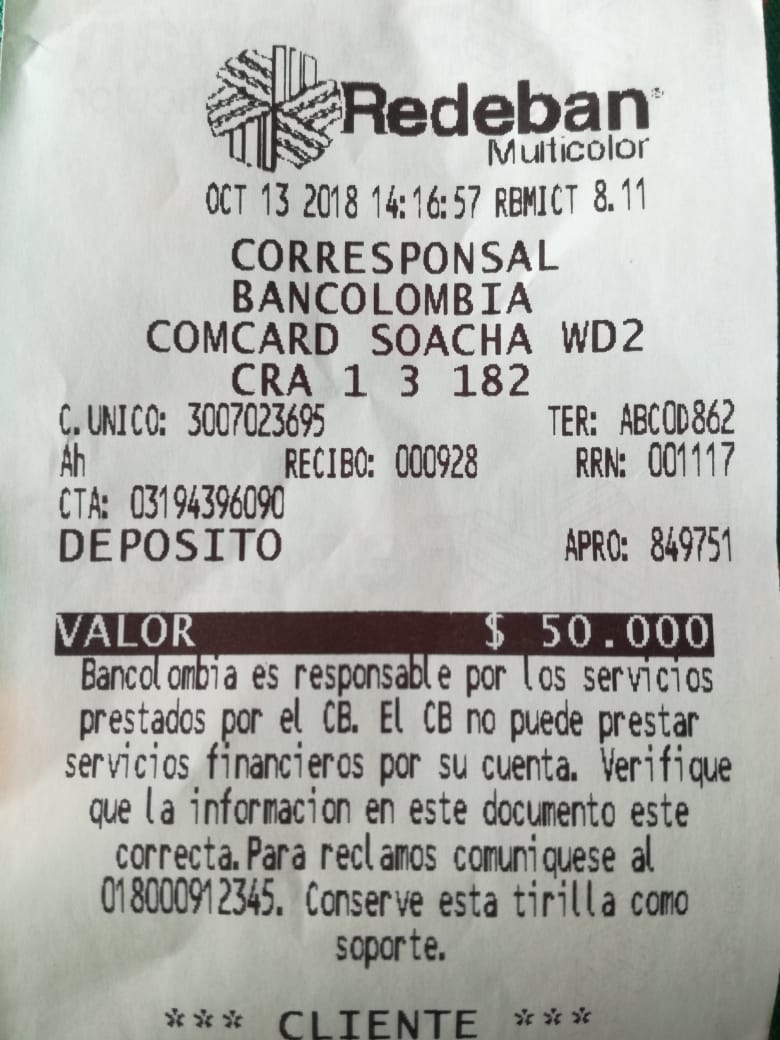 Redeban®
Multicolor
OCT 13 2018 14:16:57 RBMICT 8.11
CORRESPONSAL
BANCOLOMBIA
COMCARD SOACHA WD2
CRA 1 3 182
C. UNICO: 3007023695 TER: ABCOD862
Ah RECIBO: 000928 RRN: 001117
CTA: 03194396090
DEPOSITO APRO: 849751
VALOR $ 50.000
Bancolombia es responsable por los servicios
prestados por el CB. El CB no puede prestar
servicios financieros por su cuenta. Verifique
que la informacion en este documento este
correcta.Para reclamos comuniquese al
018000912345. Conserve esta tirilla como
soporte.
*** CLIENTE ***